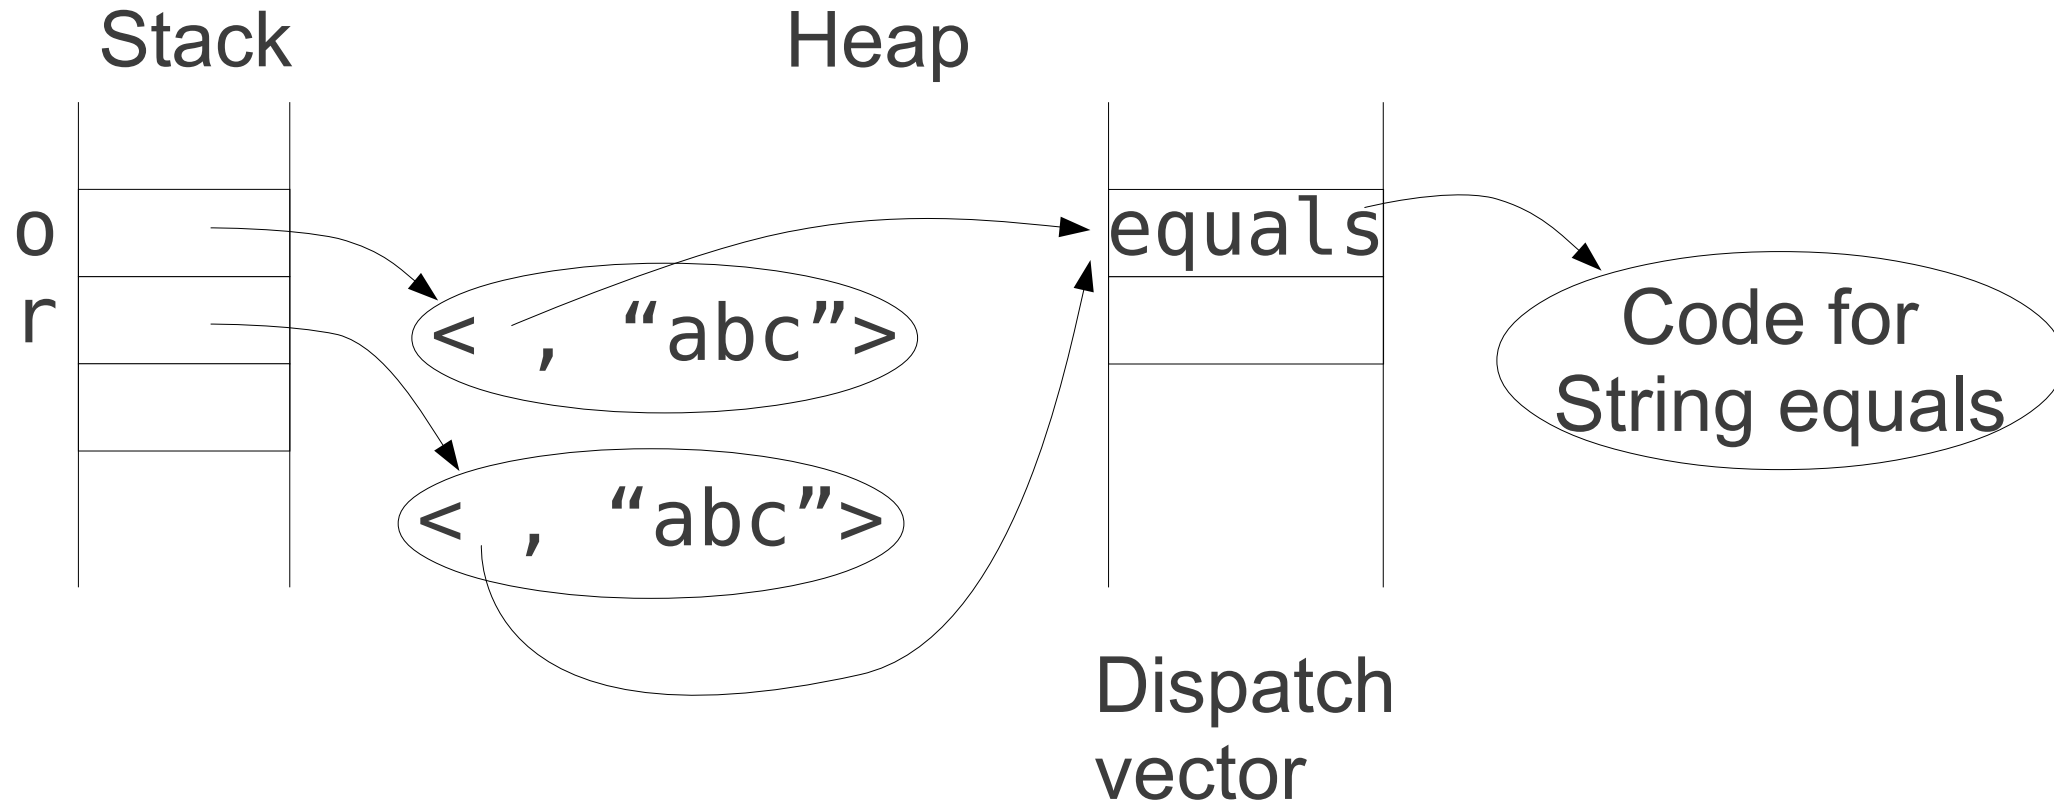 Stack
Heap
o
r
< , “abc”>
< , “abc”>
equals
Code for
String equals
Dispatch
vector